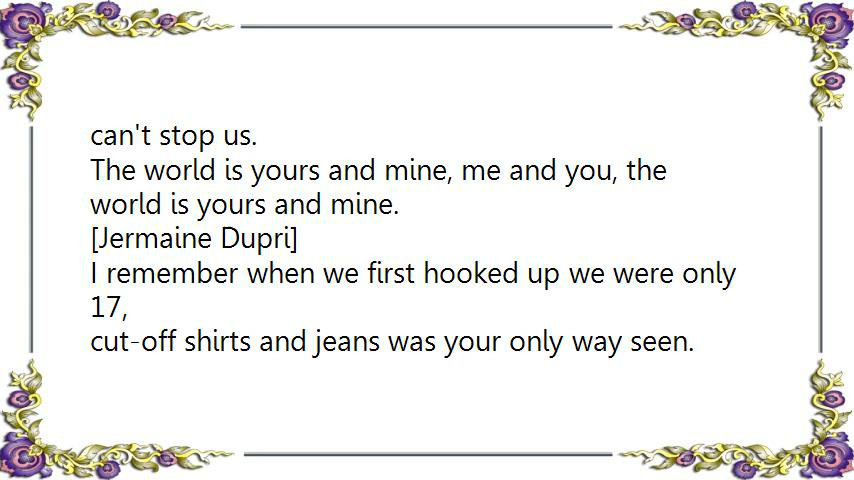 can't stop us.
The world is yours and mine, me and you, the
world is yours and mine.
[Jermaine Dupri]
I remember when we first hooked up we were only
17,
cut-off shirts and jeans was your only way seen.